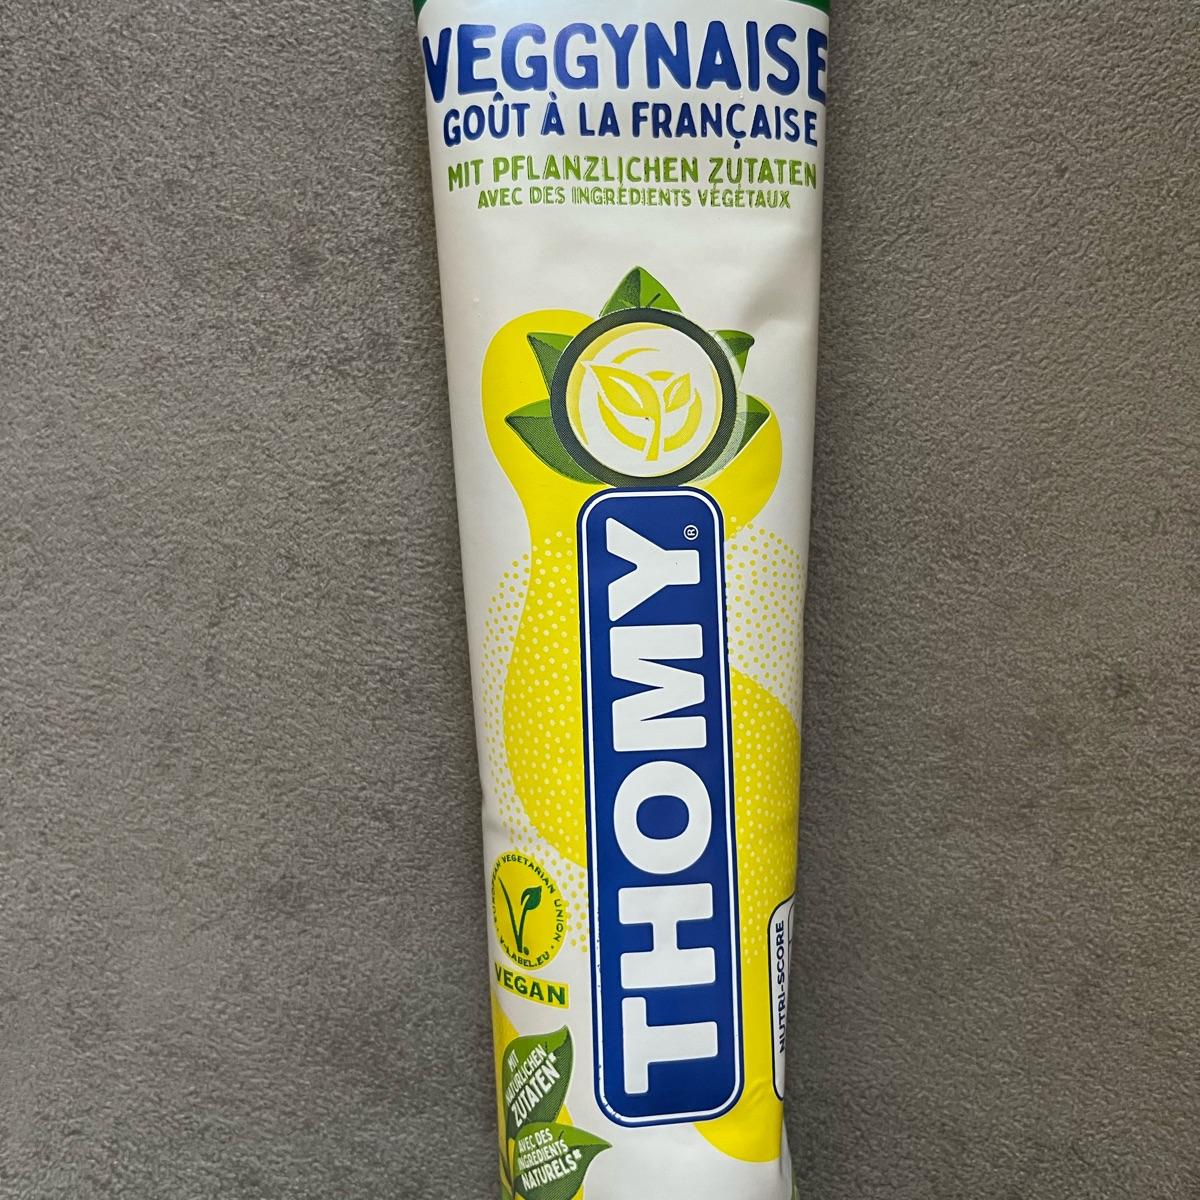 VEGGYNAISE
GOÛT À LA FRANÇAISE
MIT PFLANZLICHEN ZUTATEN
AVEC DES INGRÉDIENTS VÉGÉTAUX
THOMY®
EUROPEAN VEGETARIAN UNION
V-LABEL.EU
VEGAN
NUTRI-SCORE
MIT
NATÜRLICHEN
ZUTATEN*
AVEC DES
INGRÉDIENTS
NATURELS*